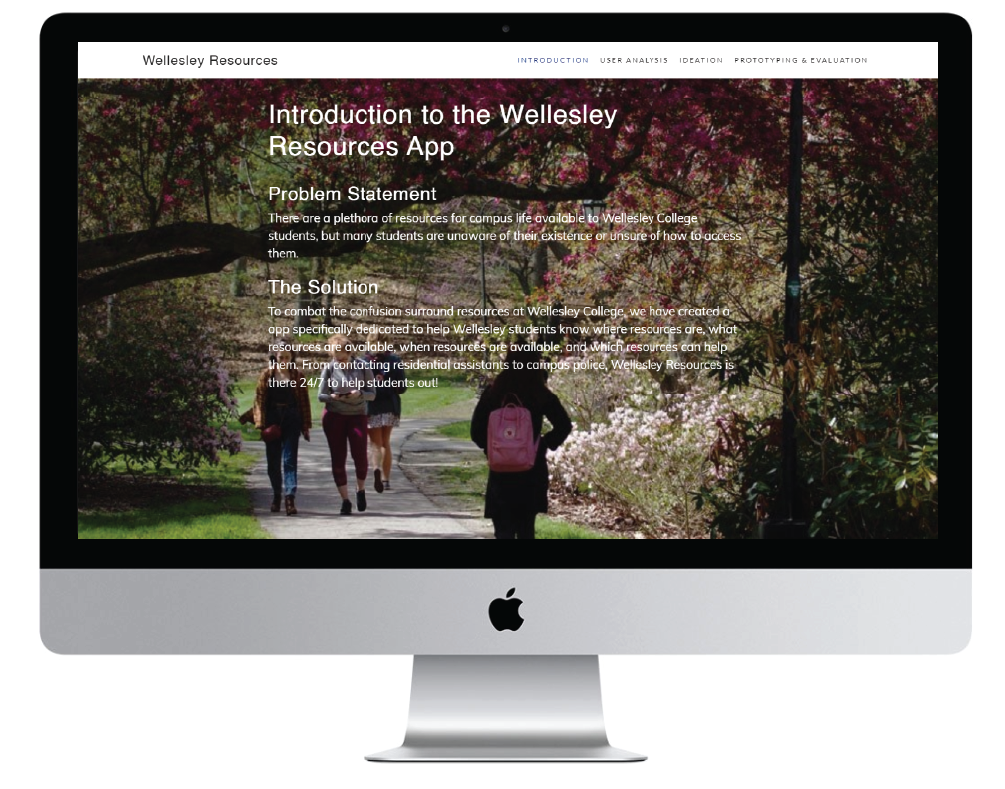 Wellesley Resources
INTRODUCTION USER ANALYSIS IDEATION PROTOTYPING & EVALUATION
Introduction to the Wellesley
Resources App
Problem Statement
There are a plethora of resources for campus life available to Wellesley College
students, but many students are unaware of their existence or unsure of how to access
them.
The Solution
To combat the confusion surround resources at Wellesley College, we have created a
app specifically dedicated to help Wellesley students know where resources are, what
resources are available, when resources are available, and which resources can help
them. From contacting residential assistants to campus police, Wellesley Resources is
there 24/7 to help students out!